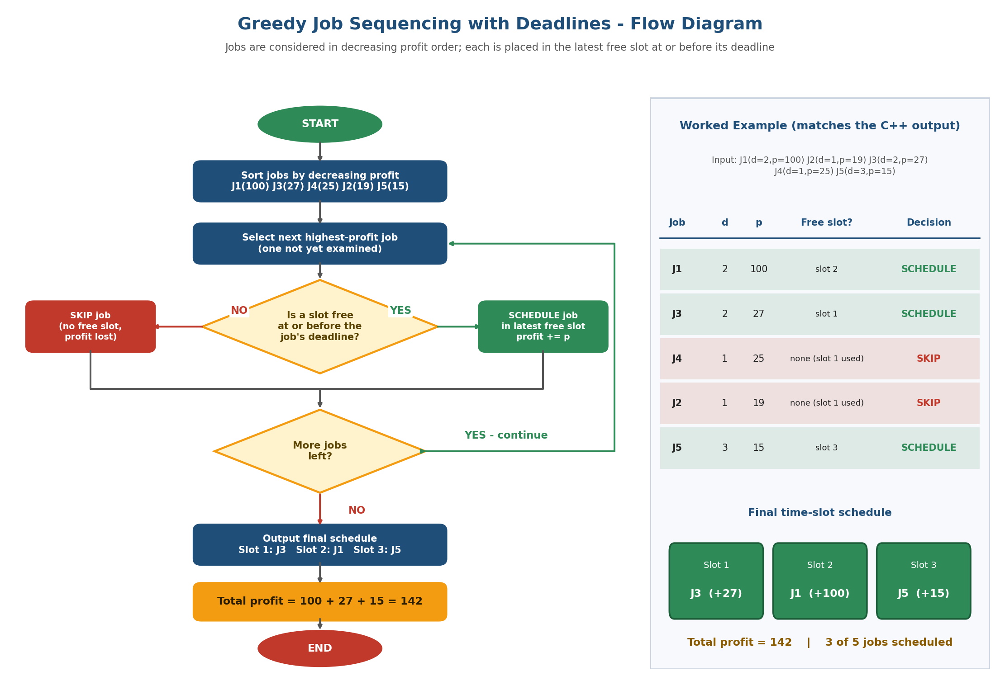 Greedy Job Sequencing with Deadlines - Flow Diagram
Jobs are considered in decreasing profit order; each is placed in the latest free slot at or before its deadline
START
Sort jobs by decreasing profit
J1(100) J3(27) J4(25) J2(19) J5(15)
Select next highest-profit job
(one not yet examined)
NO
YES
Is a slot free
at or before the
job's deadline?
SKIP job
(no free slot,
profit lost)
SCHEDULE job
in latest free slot
profit += p
More jobs
left?
YES - continue
NO
Output final schedule
Slot 1: J3 Slot 2: J1 Slot 3: J5
Total profit = 100 + 27 + 15 = 142
END
Worked Example (matches the C++ output)
Input: J1(d=2,p=100) J2(d=1,p=19) J3(d=2,p=27)
J4(d=1,p=25) J5(d=3,p=15)
Job d p Free slot? Decision
J1 2 100 slot 2 SCHEDULE
J3 2 27 slot 1 SCHEDULE
J4 1 25 none (slot 1 used) SKIP
J2 1 19 none (slot 1 used) SKIP
J5 3 15 slot 3 SCHEDULE
Final time-slot schedule
Slot 1 Slot 2 Slot 3
J3 (+27) J1 (+100) J5 (+15)
Total profit = 142 | 3 of 5 jobs scheduled